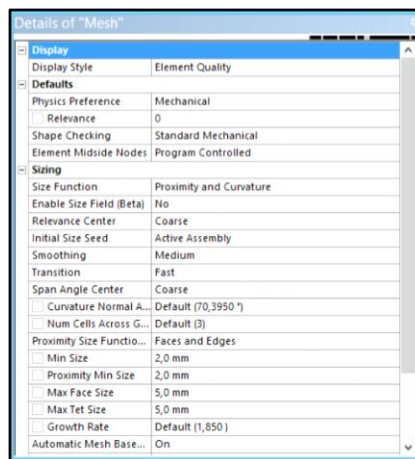 Details of "Mesh"
Display
Display Style Element Quality
Defaults
Physics Preference Mechanical
Relevance 0
Shape Checking Standard Mechanical
Element Midside Nodes Program Controlled
Sizing
Size Function Proximity and Curvature
Enable Size Field (Beta) No
Relevance Center Coarse
Initial Size Seed Active Assembly
Smoothing Medium
Transition Fast
Span Angle Center Coarse
Curvature Normal A... Default (70,3950 °)
Num Cells Across G... Default (3)
Proximity Size Functio... Faces and Edges
Min Size 2,0 mm
Proximity Min Size 2,0 mm
Max Face Size 5,0 mm
Max Tet Size 5,0 mm
Growth Rate Default (1,850 )
Automatic Mesh Base... On